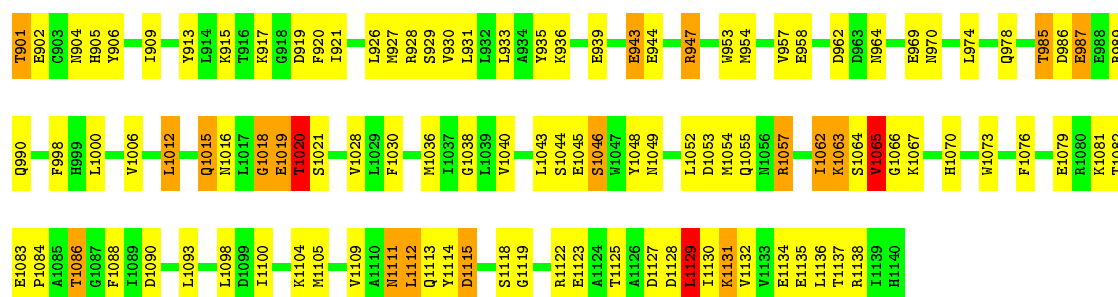 T901 E902 C903 N904 H905 Y906 I909 Y913 L914 K915 T916 K917 G918 D919 F920 I921 L926 M927 R928 S929 V930 L931 L932 L933 A934 Y935 K936 E939 E943 E944 R947 W953 M954 V957 E958 D962 D963 N964 E969 N970 L974 Q978 T985 D986 E987 E988 R989
Q990 F998 H999 L1000 V1006 L1012 Q1015 N1016 L1017 G1018 E1019 T1020 S1021 V1028 L1029 F1030 M1036 I1037 G1038 L1039 V1040 L1043 S1044 E1045 S1046 W1047 Y1048 N1049 L1052 D1053 M1054 Q1055 N1056 R1057 I1062 K1063 S1064 V1065 G1066 K1067 H1070 W1073 F1076 E1079 R1080 K1081 T1082
E1083 P1084 A1085 T1086 G1087 F1088 I1089 D1090 L1093 L1098 D1099 I1100 K1104 M1105 V1109 A1110 N1111 L1112 Q1113 Y1114 D1115 S1118 G1119 R1122 E1123 A1124 T1125 A1126 D1127 D1128 L1129 I1130 K1131 V1132 V1133 E1134 E1135 L1136 T1137 R1138 I1139 H1140